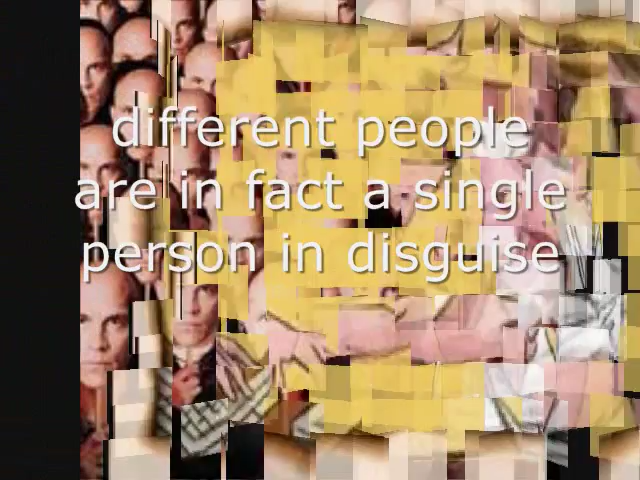 different people
are in fact a single
person in disguise